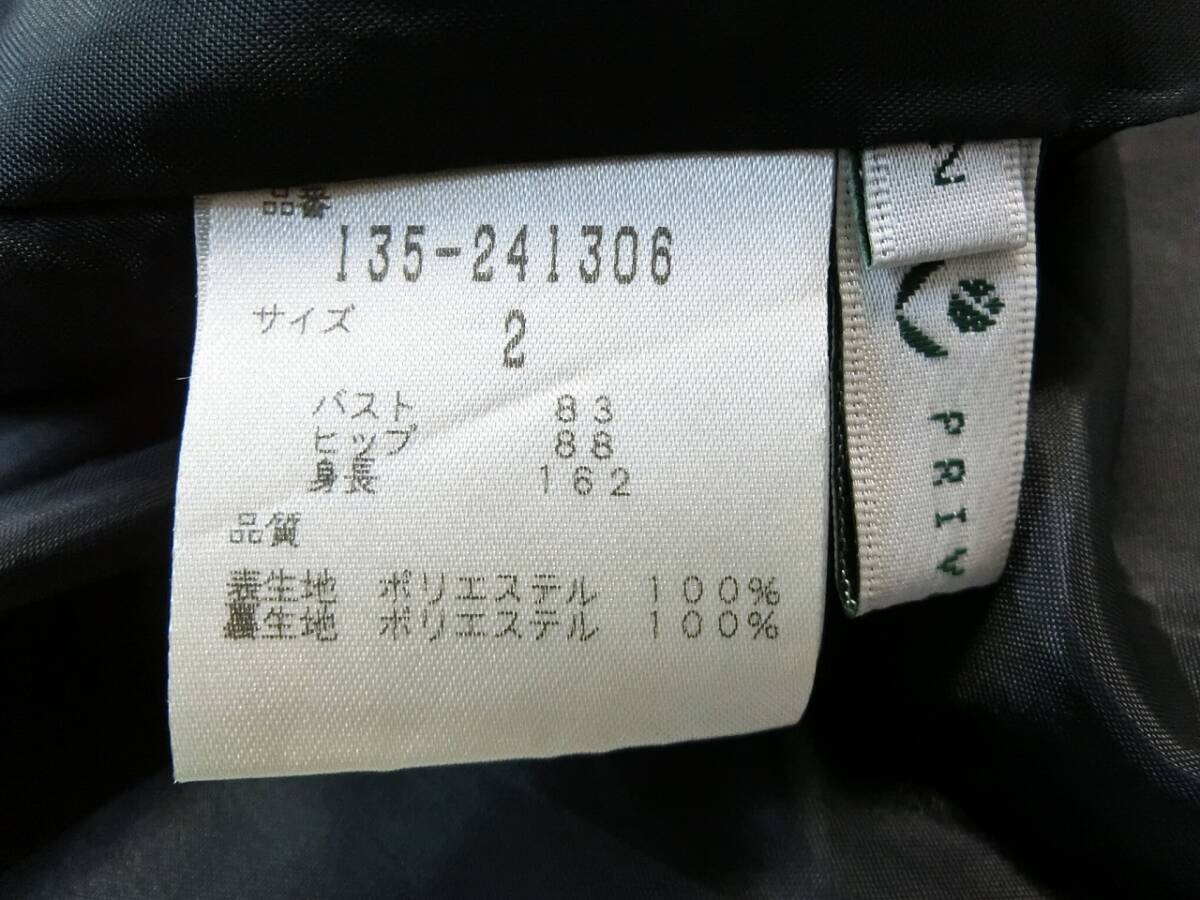 品番
135-241306
サイズ 2
バスト 83
ヒップ 88
身長 162
品質
表生地 ポリエステル 100%
裏生地 ポリエステル 100%
2
PRIV